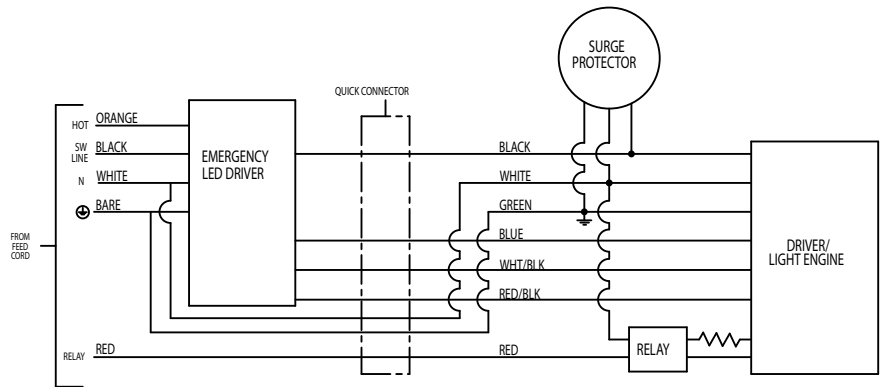 SURGE
PROTECTOR
QUICK CONNECTOR
HOT ORANGE
SW
LINE
BLACK
EMERGENCY
LED DRIVER
BLACK
N WHITE
WHITE
BARE
GREEN
FROM
FEED
CORD
BLUE
DRIVER/
LIGHT ENGINE
WHT/BLK
RED/BLK
RELAY RED
RED
RELAY